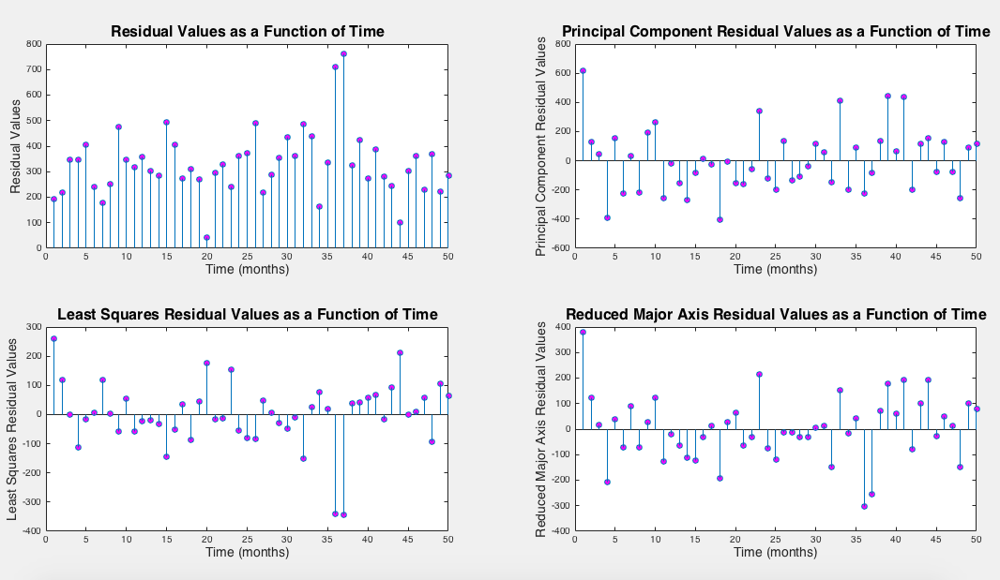 Residual Values as a Function of Time
Residual Values
800
700
600
500
400
300
200
100
0
0 5 10 15 20 25 30 35 40 45 50
Time (months)
Principal Component Residual Values as a Function of Time
Principal Component Residual Values
800
600
400
200
0
-200
-400
-600
0 5 10 15 20 25 30 35 40 45 50
Time (months)
Least Squares Residual Values as a Function of Time
Least Squares Residual Values
300
200
100
0
-100
-200
-300
-400
0 5 10 15 20 25 30 35 40 45 50
Time (months)
Reduced Major Axis Residual Values as a Function of Time
Reduced Major Axis Residual Values
400
300
200
100
0
-100
-200
-300
-400
0 5 10 15 20 25 30 35 40 45 50
Time (months)